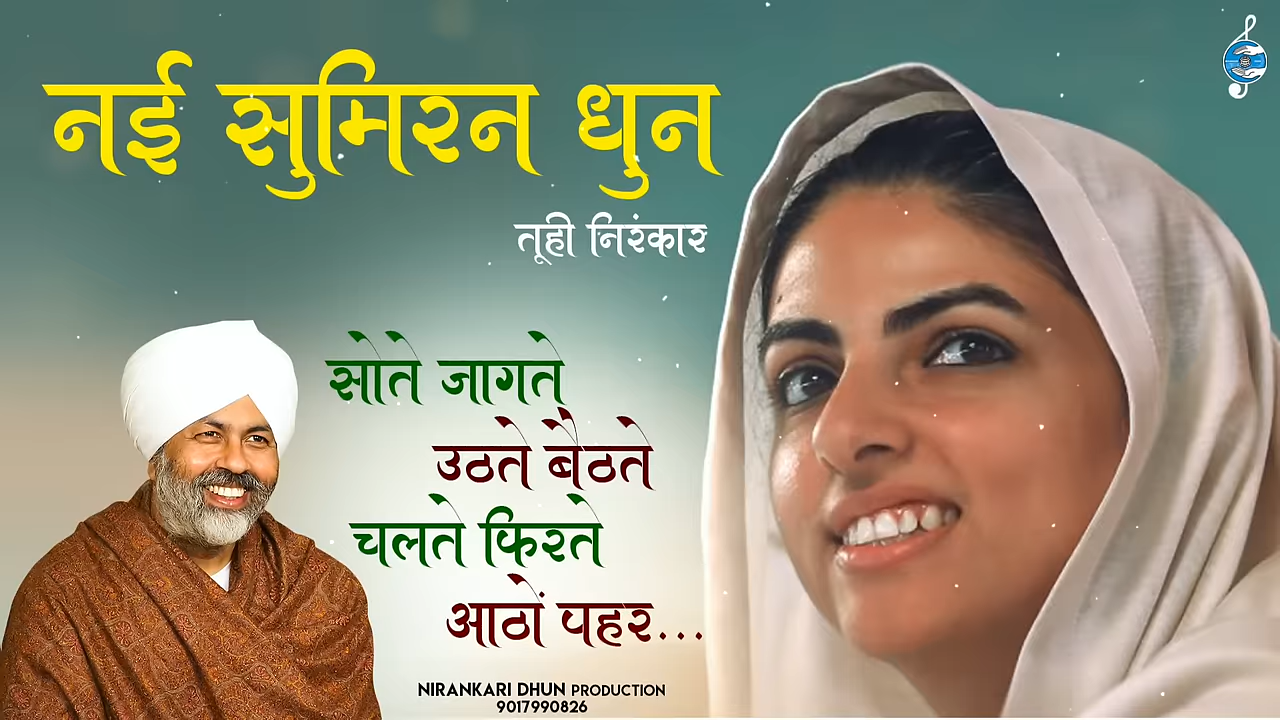 नई सुमिरन धुन
तूही निरंकार
सोते जागते
उठते बैठते
चलते फिरते
आठों पहर...
NIRANKARI DHUN PRODUCTION
9017990826